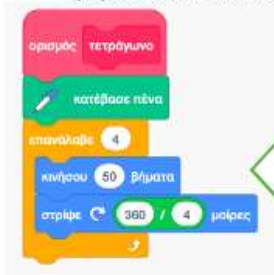 ορισμός τετράγωνο
κατέβασε πένα
επανάλαβε 4
κινήσου 50 βήματα
στρίψε 360 / 4 μοίρες